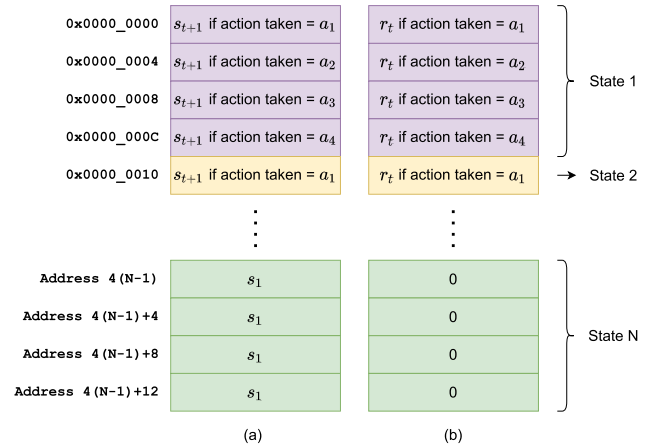 0x0000_0000 s_{t+1} if action taken = a_1 r_t if action taken = a_1
0x0000_0004 s_{t+1} if action taken = a_2 r_t if action taken = a_2
State 1
0x0000_0008 s_{t+1} if action taken = a_3 r_t if action taken = a_3
0x0000_000C s_{t+1} if action taken = a_4 r_t if action taken = a_4
0x0000_0010 s_{t+1} if action taken = a_1 r_t if action taken = a_1 → State 2
Address 4(N-1) s_1 0
Address 4(N-1)+4 s_1 0
State N
Address 4(N-1)+8 s_1 0
Address 4(N-1)+12 s_1 0
(a) (b)